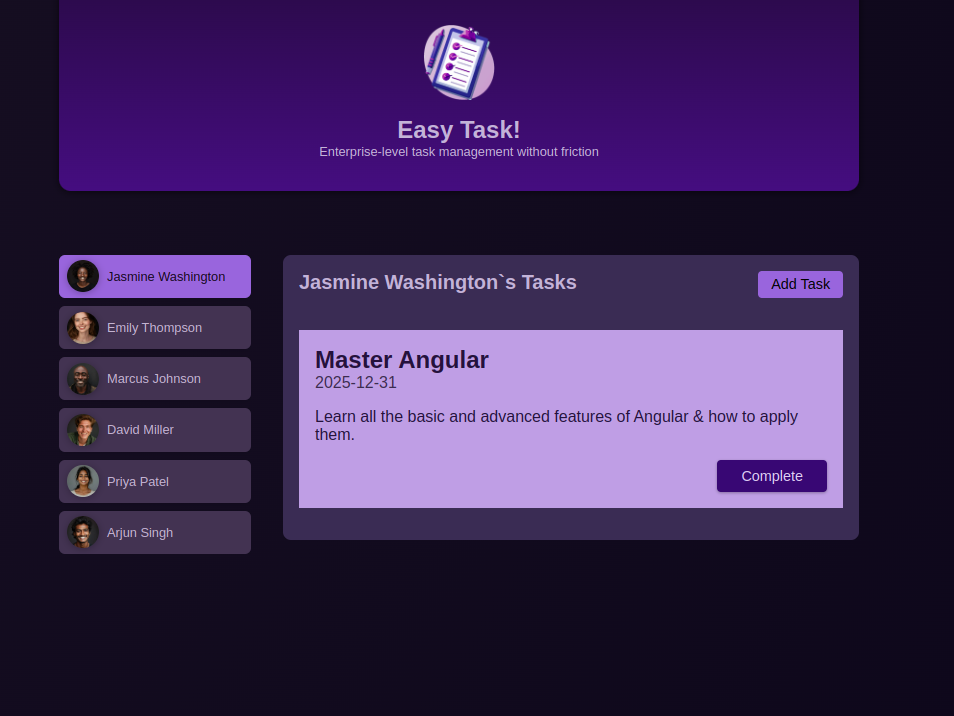 Easy Task!
Enterprise-level task management without friction
Jasmine Washington
Emily Thompson
Marcus Johnson
David Miller
Priya Patel
Arjun Singh
Jasmine Washington`s Tasks
Add Task
Master Angular
2025-12-31
Learn all the basic and advanced features of Angular & how to apply
them.
Complete